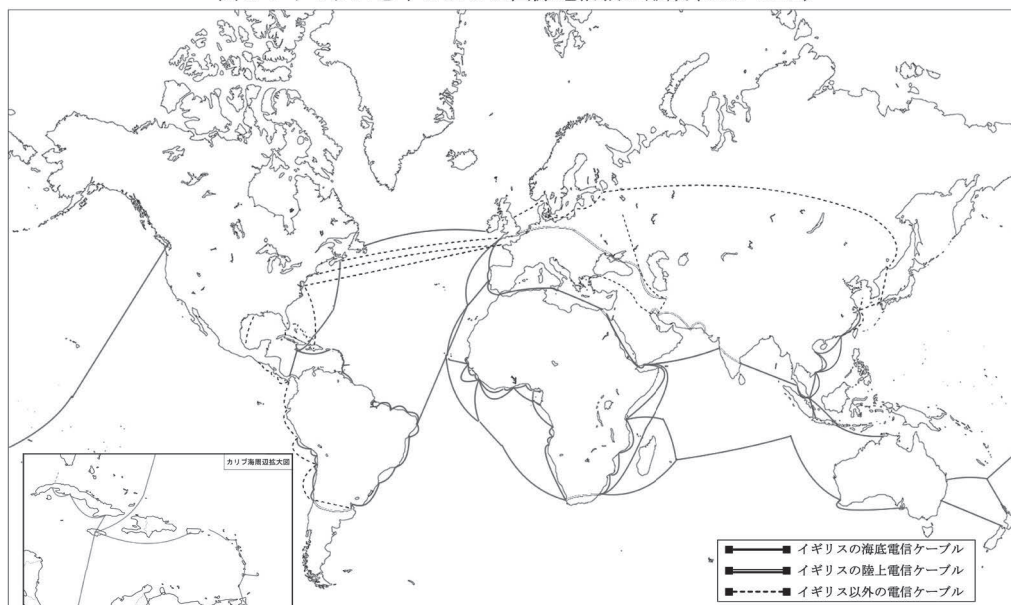 カリブ海周辺拡大図
イギリスの海底電信ケーブル
イギリスの陸上電信ケーブル
イギリス以外の電信ケーブル